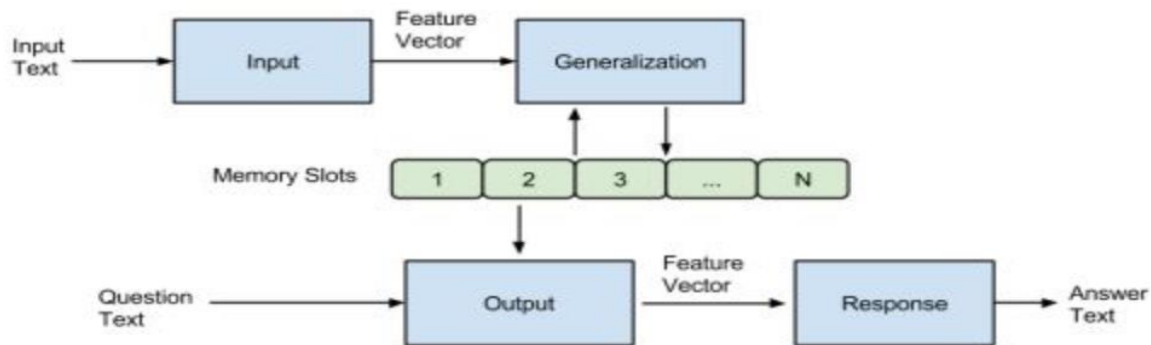 Input
Text
Input
Feature
Vector
Generalization
Memory Slots
1
2
3
...
N
Question
Text
Output
Feature
Vector
Response
Answer
Text